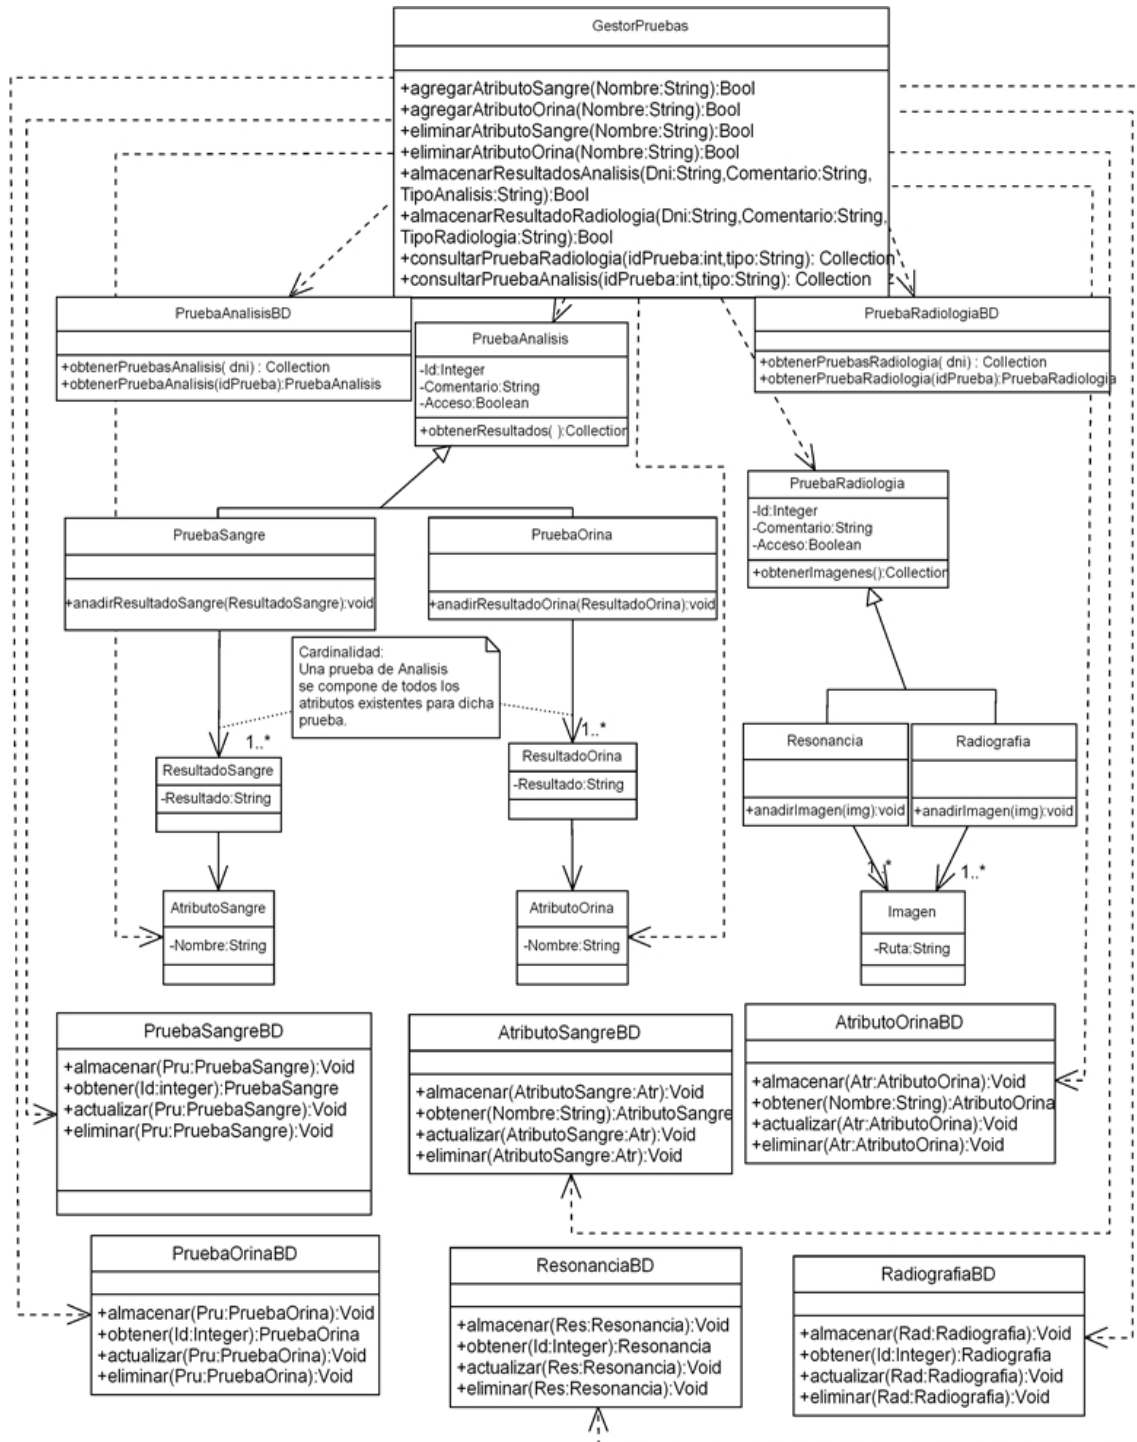 GestorPruebas
+agregarAtributoSangre(Nombre:String):Bool
+agregarAtributoOrina(Nombre:String):Bool
+eliminarAtributoSangre(Nombre:String):Bool
+eliminarAtributoOrina(Nombre:String):Bool
+almacenarResultadosAnalisis(Dni:String,Comentario:String,
TipoAnalisis:String):Bool
+almacenarResultadoRadiologia(Dni:String,Comentario:String,
TipoRadiologia:String):Bool
+consultarPruebaRadiologia(idPrueba:int,tipo:String): Collection
+consultarPruebaAnalisis(idPrueba:int,tipo:String): Collection
PruebaAnalisisBD
+obtenerPruebasAnalisis( dni) : Collection
+obtenerPruebaAnalisis(idPrueba):PruebaAnalisis
PruebaAnalisis
-Id:Integer
-Comentario:String
-Acceso:Boolean
+obtenerResultados( ):Collection
PruebaRadiologiaBD
+obtenerPruebasRadiologia( dni) : Collection
+obtenerPruebaRadiologia(idPrueba):PruebaRadiologia
PruebaRadiologia
-Id:Integer
-Comentario:String
-Acceso:Boolean
+obtenerImagenes():Collection
PruebaSangre
+anadirResultadoSangre(ResultadoSangre):void
PruebaOrina
+anadirResultadoOrina(ResultadoOrina):void
Cardinalidad:
Una prueba de Analisis
se compone de todos los
atributos existentes para dicha
prueba.
1..*
1..*
ResultadoSangre
-Resultado:String
ResultadoOrina
-Resultado:String
Resonancia
+anadirImagen(img):void
Radiografia
+anadirImagen(img):void
1..*
1..*
AtributoSangre
-Nombre:String
AtributoOrina
-Nombre:String
Imagen
-Ruta:String
PruebaSangreBD
+almacenar(Pru:PruebaSangre):Void
+obtener(Id:integer):PruebaSangre
+actualizar(Pru:PruebaSangre):Void
+eliminar(Pru:PruebaSangre):Void
AtributoSangreBD
+almacenar(AtributoSangre:Atr):Void
+obtener(Nombre:String):AtributoSangre
+actualizar(AtributoSangre:Atr):Void
+eliminar(AtributoSangre:Atr):Void
AtributoOrinaBD
+almacenar(Atr:AtributoOrina):Void
+obtener(Nombre:String):AtributoOrina
+actualizar(Atr:AtributoOrina):Void
+eliminar(Atr:AtributoOrina):Void
PruebaOrinaBD
+almacenar(Pru:PruebaOrina):Void
+obtener(Id:Integer):PruebaOrina
+actualizar(Pru:PruebaOrina):Void
+eliminar(Pru:PruebaOrina):Void
ResonanciaBD
+almacenar(Res:Resonancia):Void
+obtener(Id:Integer):Resonancia
+actualizar(Res:Resonancia):Void
+eliminar(Res:Resonancia):Void
RadiografiaBD
+almacenar(Rad:Radiografia):Void
+obtener(Id:Integer):Radiografia
+actualizar(Rad:Radiografia):Void
+eliminar(Rad:Radiografia):Void